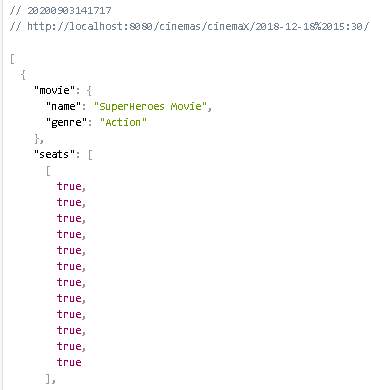 // 20200903141717
// http://localhost:8080/cinemas/cinemaX/2018-12-18%2015:30/
[
{
"movie": {
"name": "SuperHeroes Movie",
"genre": "Action"
},
"seats": [
[
true,
true,
true,
true,
true,
true,
true,
true,
true,
true,
true,
true
],